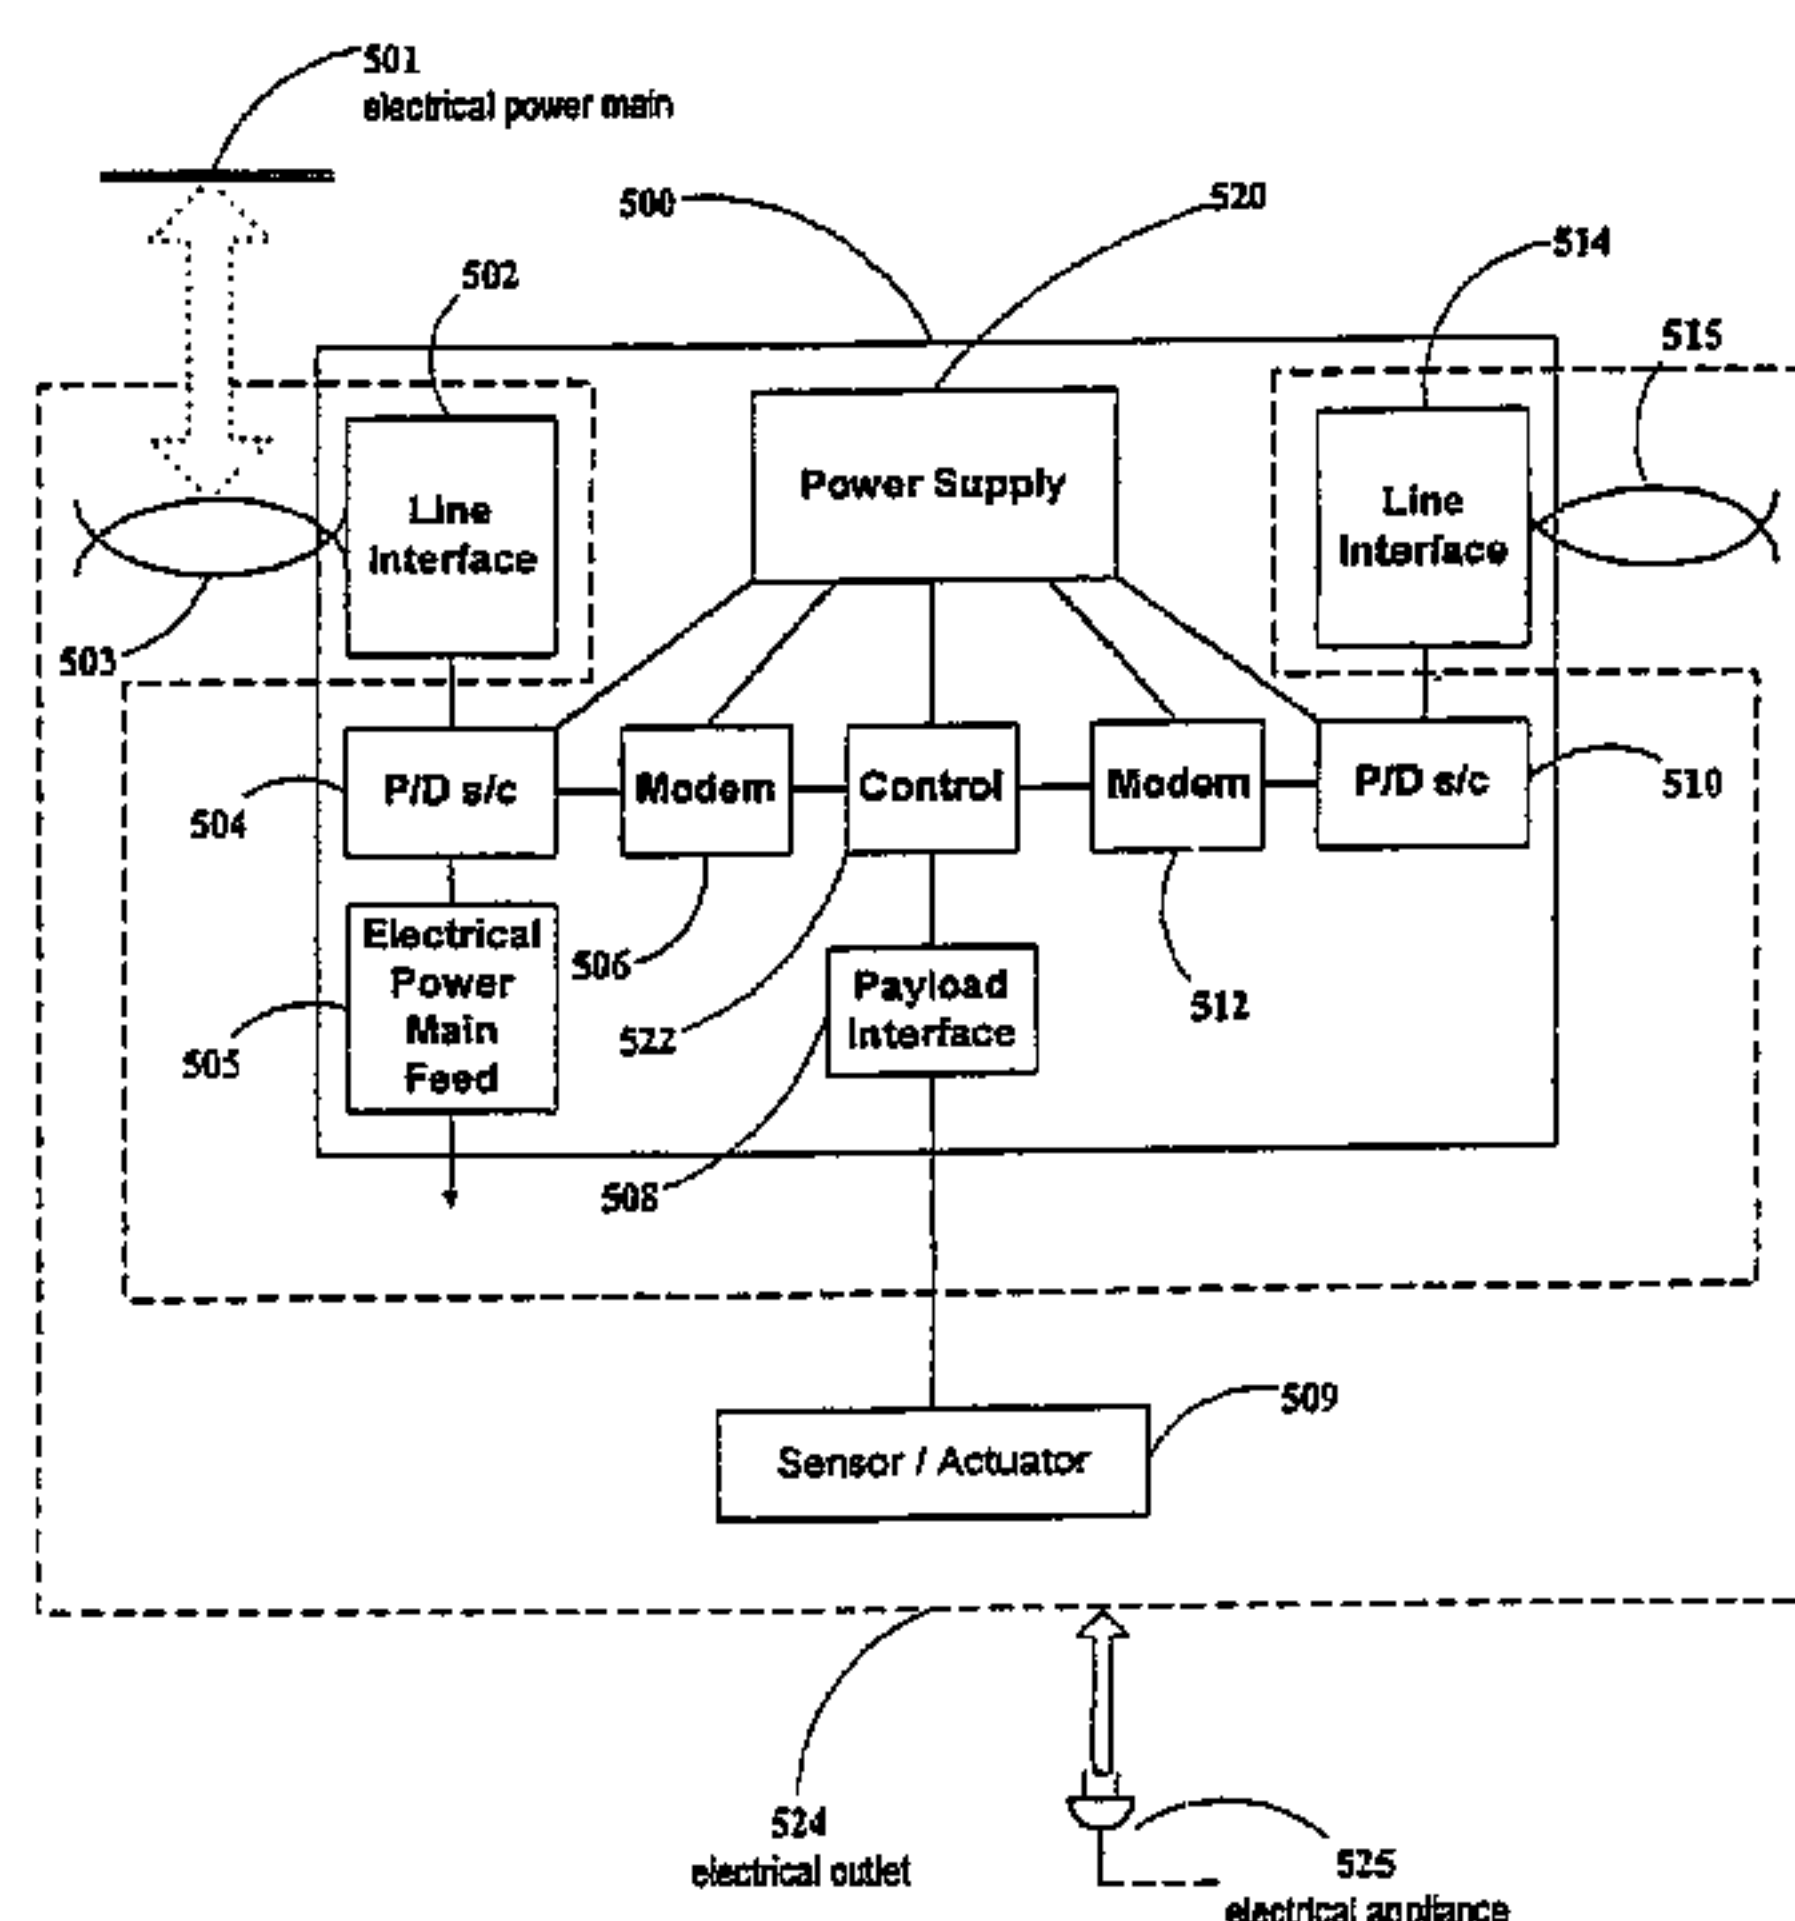 501
electrical power main
500
520
514
502
515
Power Supply
Line
Interface
Line
Interface
503
P/D s/c
Modem
Control
Modem
P/D s/c
504
510
Electrical
Power
Main
Feed
506
Payload
Interface
512
522
505
508
509
Sensor / Actuator
524
electrical outlet
525
electrical appliance